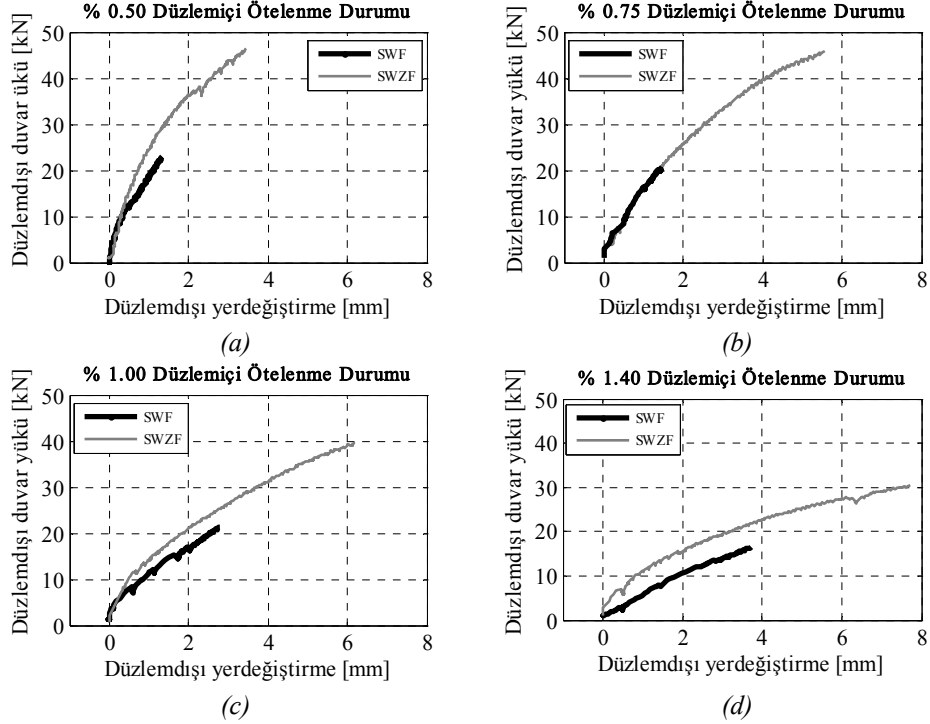 % 0.50 Düzlemiçi Ötelenme Durumu
Düzlemdışı duvar ükü [kN]
50
40
30
20
10
0
SWF
SWZF
0 2 4 6 8
Düzlemdışı yerdeğiştirme [mm]
(a)
% 0.75 Düzlemiçi Ötelenme Durumu
Düzlemdışı duvar yükü [kN]
50
40
30
20
10
0
SWF
SWZF
0 2 4 6 8
Düzlemdışı yerdeğiştirme [mm]
(b)
% 1.00 Düzlemiçi Ötelenme Durumu
Düzlemdışı duvar yükü [kN]
50
40
30
20
10
0
SWF
SWZF
0 2 4 6 8
Düzlemdışı yerdeğiştirme [mm]
(c)
% 1.40 Düzlemiçi Ötelenme Durumu
Düzlemdışı duvar yükü [kN]
50
40
30
20
10
0
SWF
SWZF
0 2 4 6 8
Düzlemdışı yerdeğiştirme [mm]
(d)